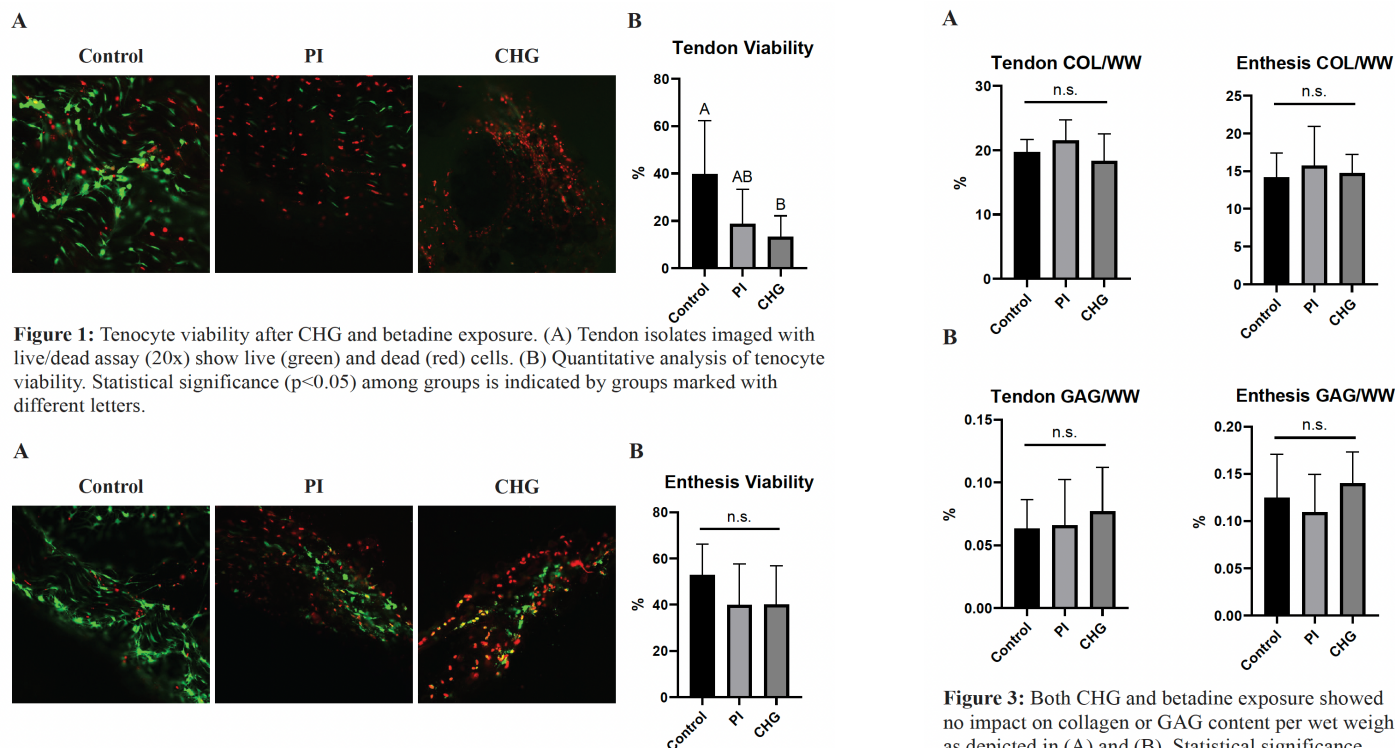 A
B
Control
PI
CHG
Tendon Viability
80
60
40
20
0
%
A
AB
B
Control
PI
CHG
Figure 1: Tenocyte viability after CHG and betadine exposure. (A) Tendon isolates imaged with
live/dead assay (20x) show live (green) and dead (red) cells. (B) Quantitative analysis of tenocyte
viability. Statistical significance (p<0.05) among groups is indicated by groups marked with
different letters.
A
B
Control
PI
CHG
Enthesis Viability
80
60
40
20
0
%
n.s.
Control
PI
CHG
A
Tendon COL/WW
30
20
10
0
%
n.s.
Control
PI
CHG
Enthesis COL/WW
25
20
15
10
5
0
%
n.s.
Control
PI
CHG
B
Tendon GAG/WW
0.15
0.10
0.05
0.00
%
n.s.
Control
PI
CHG
Enthesis GAG/WW
0.20
0.15
0.10
0.05
0.00
%
n.s.
Control
PI
CHG
Figure 3: Both CHG and betadine exposure showed
no impact on collagen or GAG content per wet weigh
as depicted in (A) and (B). Statistical significance